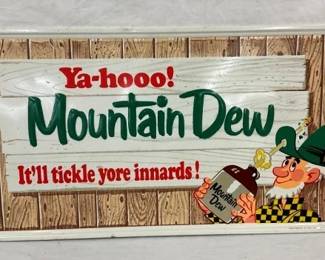 Ya-hooo!
Mountain Dew
It'll tickle yore innards!
Mountain
Dew